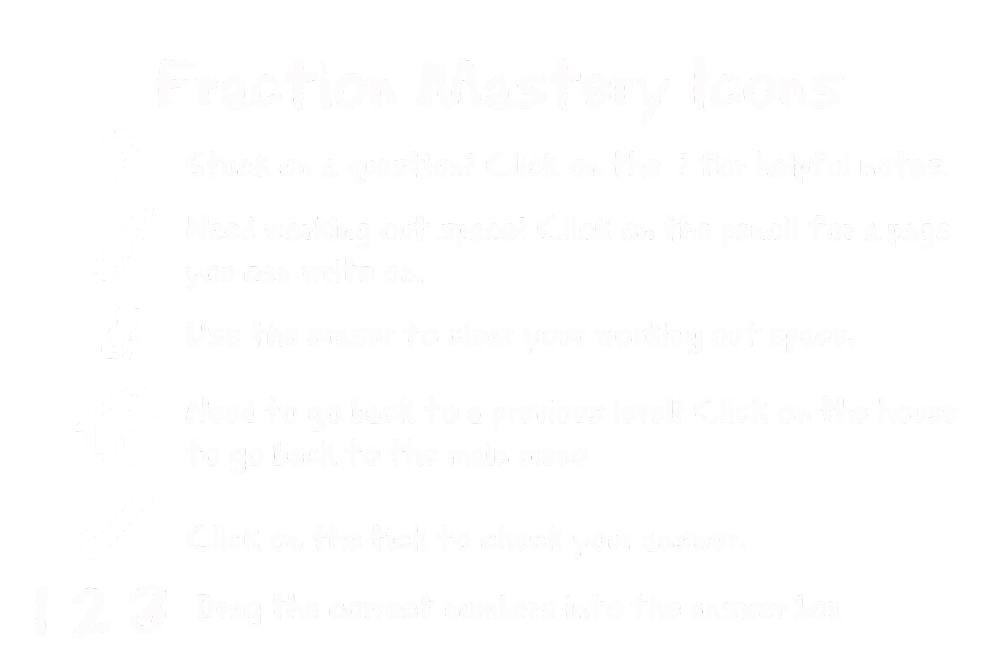 Fraction Mastery Icons
Stuck on a question? Click on the ? for helpful notes.
Need working out space? Click on the pencil for a page
you can write on.
Use the eraser to clear your working out space.
Need to go back to a previous level? Click on the house
to go back to the main menu
Click on the tick to check your answer.
1 2 3 Drag the correct numbers into the answer box